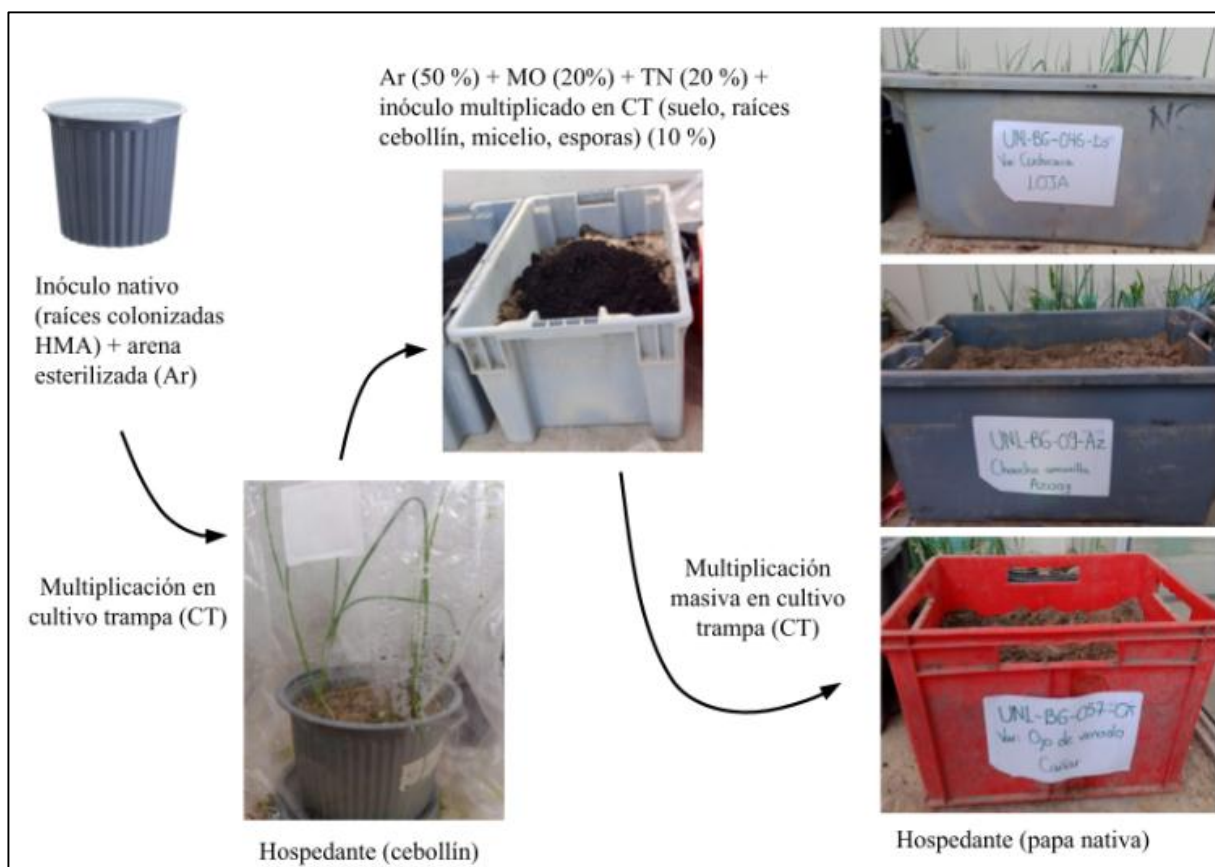 Ar (50 %) + MO (20%) + TN (20 %) +
inóculo multiplicado en CT (suelo, raíces
cebollín, micelio, esporas) (10 %)
Inóculo nativo
(raíces colonizadas
HMA) + arena
esterilizada (Ar)
Multiplicación en
cultivo trampa (CT)
Hospedante (cebollín)
Multiplicación
masiva en cultivo
trampa (CT)
UNL-BG-046-Lo
Var:
LOJA
UNL-BG-09-Az
Chaucha amarilla
Azuay
UNL-BG-057-
Var: Ojo de venado
Cañar
Hospedante (papa nativa)